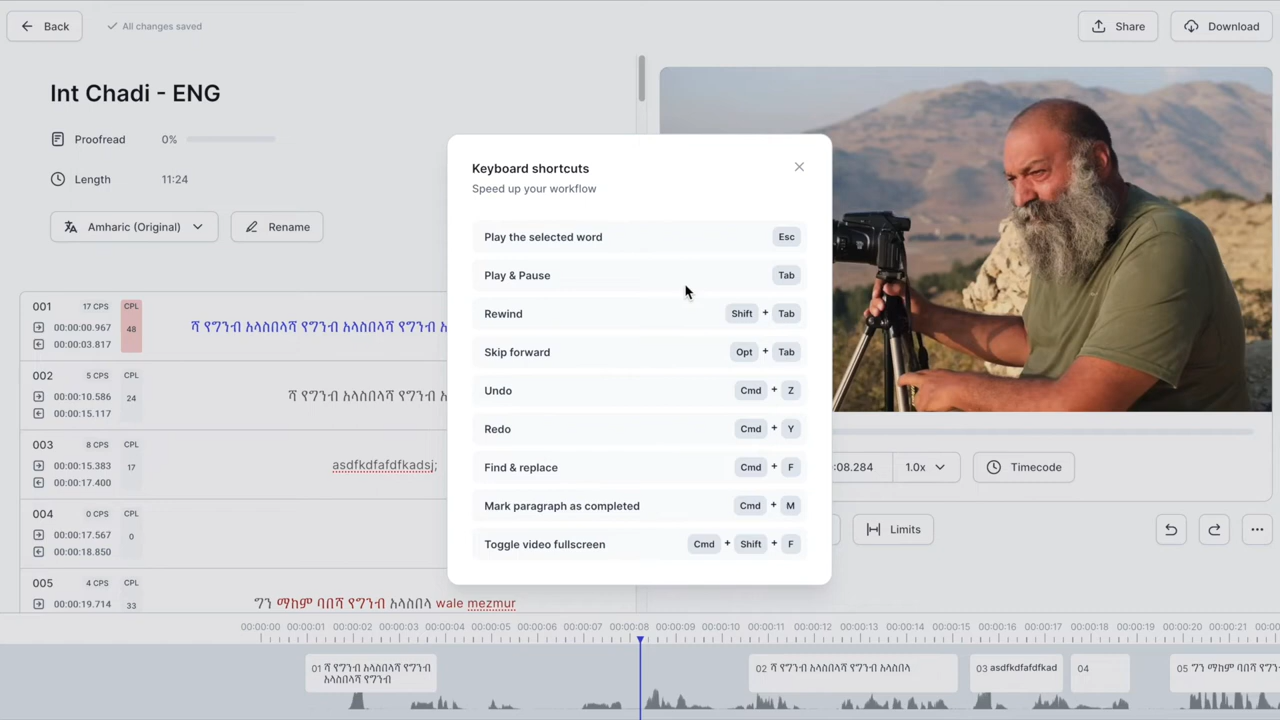 Back
All changes saved
Share
Download
Int Chadi - ENG
Proofread 0%
Length 11:24
Amharic (Original)
Rename
Keyboard shortcuts
Speed up your workflow
Play the selected word Esc
Play & Pause Tab
Rewind Shift + Tab
Skip forward Opt + Tab
Undo Cmd + Z
Redo Cmd + Y
Find & replace Cmd + F
Mark paragraph as completed Cmd + M
Toggle video fullscreen Cmd + Shift + F
001 17 CPS CPL
00:00:00.967 48 ሻ የግንብ አላስበላሻ የግንብ አላስበላሻ የግንብ
00:00:03.817
002 5 CPS CPL
00:00:10.586 24 ሻ የግንብ አላስበላሻ የግንብ
00:00:15.117
003 8 CPS CPL
00:00:15.383 17 asdfkdfafdfkadsj;
00:00:17.400
004 0 CPS CPL
00:00:17.567 0
00:00:18.850
005 4 CPS CPL
00:00:19.714 33 ግን ማከም ባበሻ የግንብ አላስበላ wale mezmur
:08.284 1.0x Timecode
Limits
00:00:00 00:00:01 00:00:02 00:00:03 00:00:04 00:00:05 00:00:06 00:00:07 00:00:08 00:00:09 00:00:10 00:00:11 00:00:12 00:00:13 00:00:14 00:00:15 00:00:16 00:00:17 00:00:18 00:00:19 00:00:20 00:00:21 00:00
01 ሻ የግንብ አላስበላሻ የግንብ
አላስበላሻ የግንብ
02 ሻ የግንብ አላስበላሻ የግንብ አላስበላ
03 asdfkdfafdfkad
04
05 ግን ማከም ባበሻ የግንብ